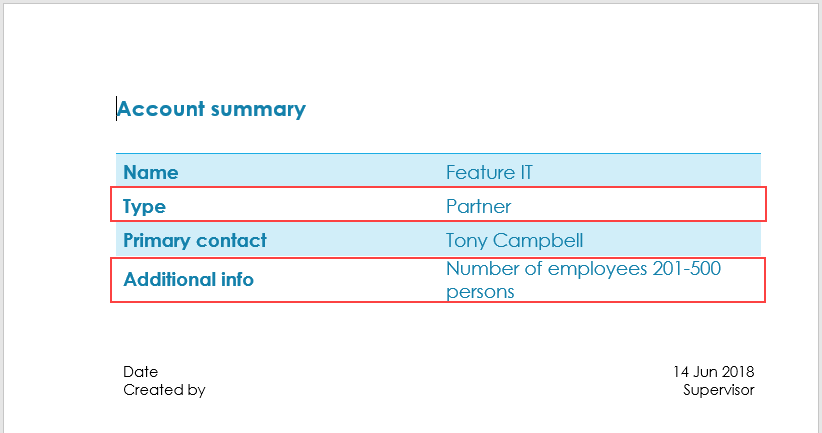 Account summary
Name Feature IT
Type Partner
Primary contact Tony Campbell
Additional info Number of employees 201-500
persons
Date 14 Jun 2018
Created by Supervisor